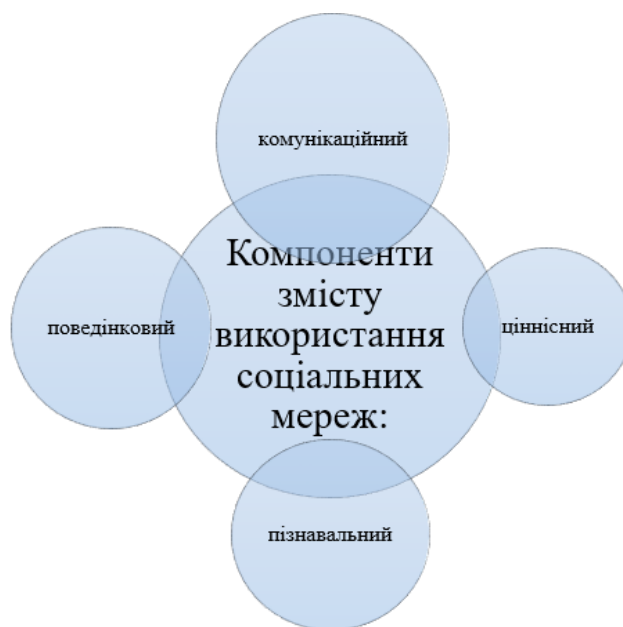 комунікаційний
Компоненти
змісту
використання
соціальних
мереж:
поведінковий
ціннісний
пізнавальний